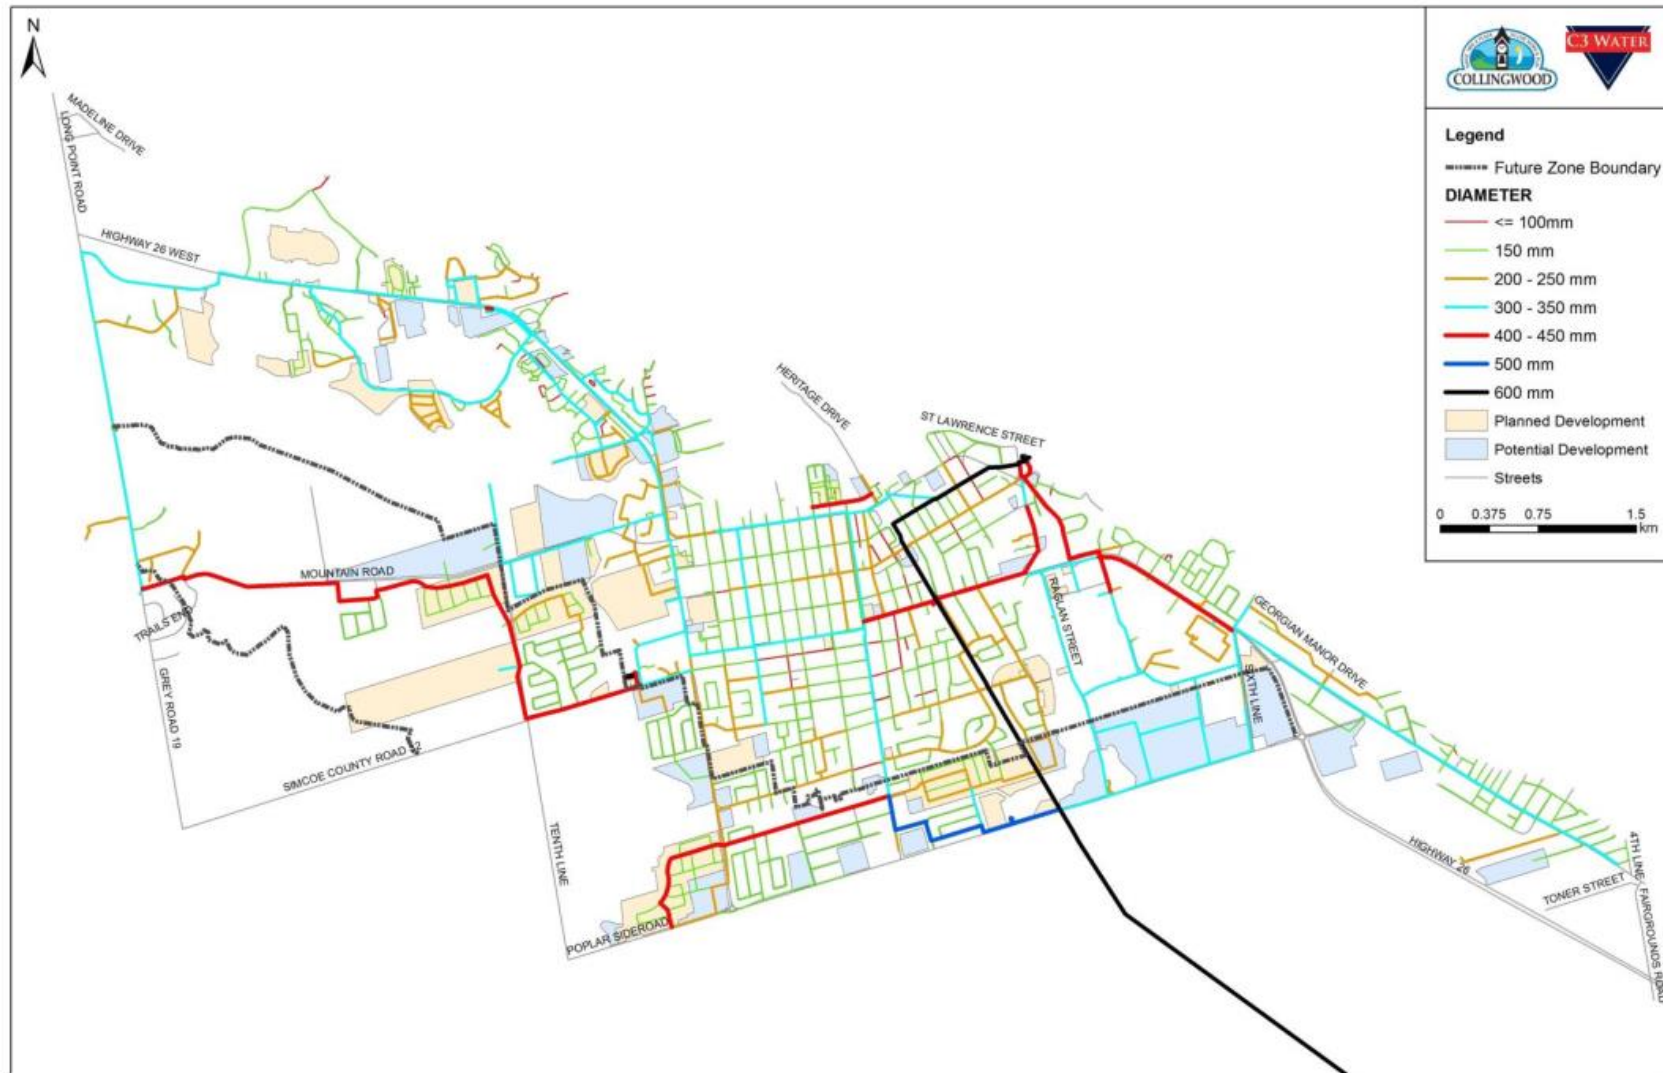 N
C3 WATER
COLLINGWOOD
MADELINE DRIVE
LONG POINT ROAD
HIGHWAY 26 WEST
Legend
Future Zone Boundary
DIAMETER
<= 100mm
150 mm
200 - 250 mm
300 - 350 mm
400 - 450 mm
500 mm
600 mm
Planned Development
Potential Development
Streets
0 0.375 0.75 1.5
km
HERITAGE DRIVE
ST LAWRENCE STREET
MOUNTAIN ROAD
TRAILS END
GREY ROAD 19
SIMCOE COUNTY ROAD
TENTH LINE
POPLAR SIDEROAD
RAGLAN STREET
SIXTH LINE
GEORGIAN MANOR DRIVE
HIGHWAY 26
TONER STREET
4TH LINE
FAIRGROUNDS ROAD